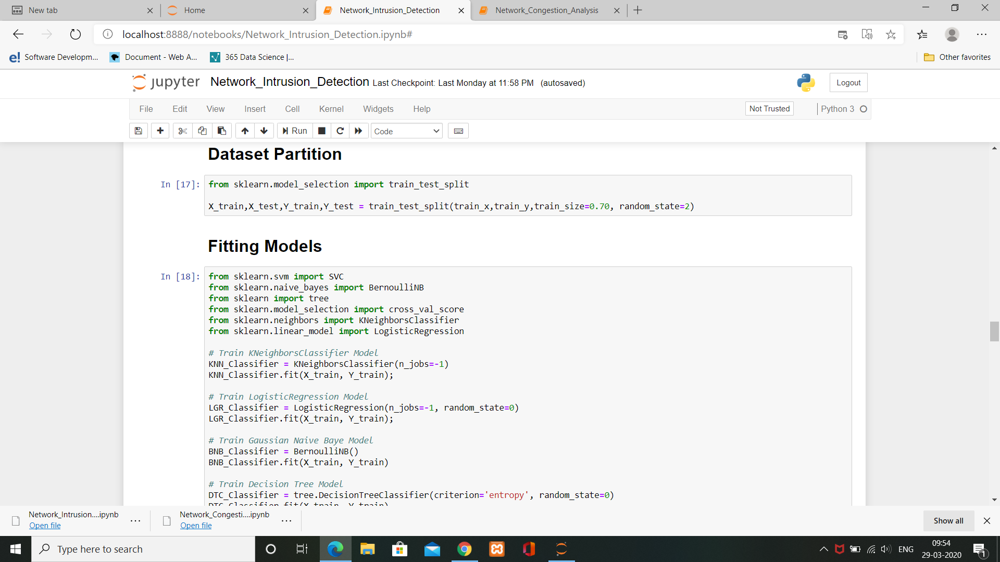 New tab
Home
Network_Intrusion_Detection
Network_Congestion_Analysis
localhost:8888/notebooks/Network_Intrusion_Detection.ipynb#
Software Developm...
Document - Web A...
365 Data Science |...
Other favorites
jupyter Network_Intrusion_Detection Last Checkpoint: Last Monday at 11:58 PM (autosaved)
Logout
File Edit View Insert Cell Kernel Widgets Help
Not Trusted
Python 3
Run
Code
Dataset Partition
In [17]:
from sklearn.model_selection import train_test_split
X_train,X_test,Y_train,Y_test = train_test_split(train_x,train_y,train_size=0.70, random_state=2)
Fitting Models
In [18]:
from sklearn.svm import SVC
from sklearn.naive_bayes import BernoulliNB
from sklearn import tree
from sklearn.model_selection import cross_val_score
from sklearn.neighbors import KNeighborsClassifier
from sklearn.linear_model import LogisticRegression
# Train KNeighborsClassifier Model
KNN_Classifier = KNeighborsClassifier(n_jobs=-1)
KNN_Classifier.fit(X_train, Y_train);
# Train LogisticRegression Model
LGR_Classifier = LogisticRegression(n_jobs=-1, random_state=0)
LGR_Classifier.fit(X_train, Y_train);
# Train Gaussian Naive Baye Model
BNB_Classifier = BernoulliNB()
BNB_Classifier.fit(X_train, Y_train)
# Train Decision Tree Model
DTC_Classifier = tree.DecisionTreeClassifier(criterion='entropy', random_state=0)
DTC_Classifier.fit(X_train, Y_train)
Network_Intrusion....ipynb
Open file
Network_Congesti....ipynb
Open file
Show all
Type here to search
ENG
09:54
29-03-2020
1